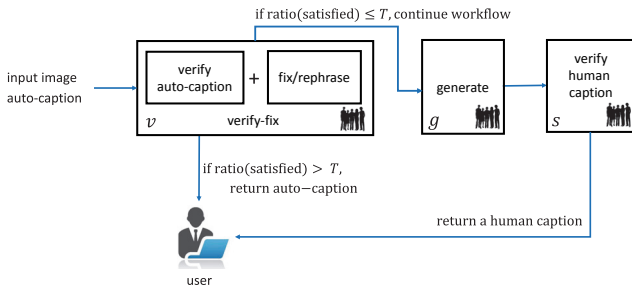 if ratio(satisfied) ≤ T, continue workflow
input image
auto-caption
verify
auto-caption
+
fix/rephrase
v
verify-fix
generate
g
verify
human
caption
s
if ratio(satisfied) > T,
return auto−caption
return a human caption
user